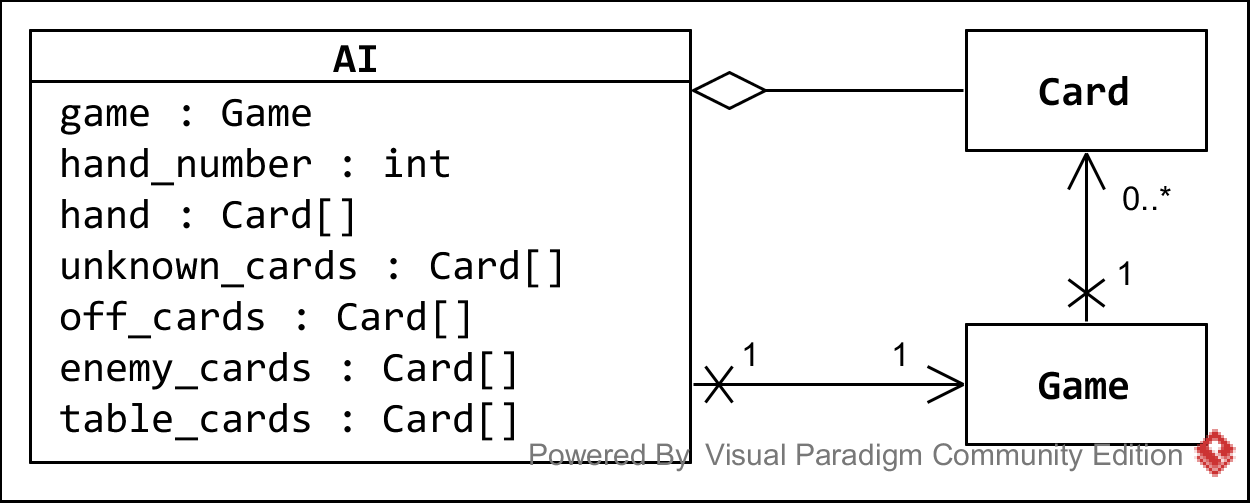 AI
game : Game
hand_number : int
hand : Card[]
unknown_cards : Card[]
off_cards : Card[]
enemy_cards : Card[]
table_cards : Card[]
Card
0..*
1
1
1
Game
Powered By Visual Paradigm Community Edition